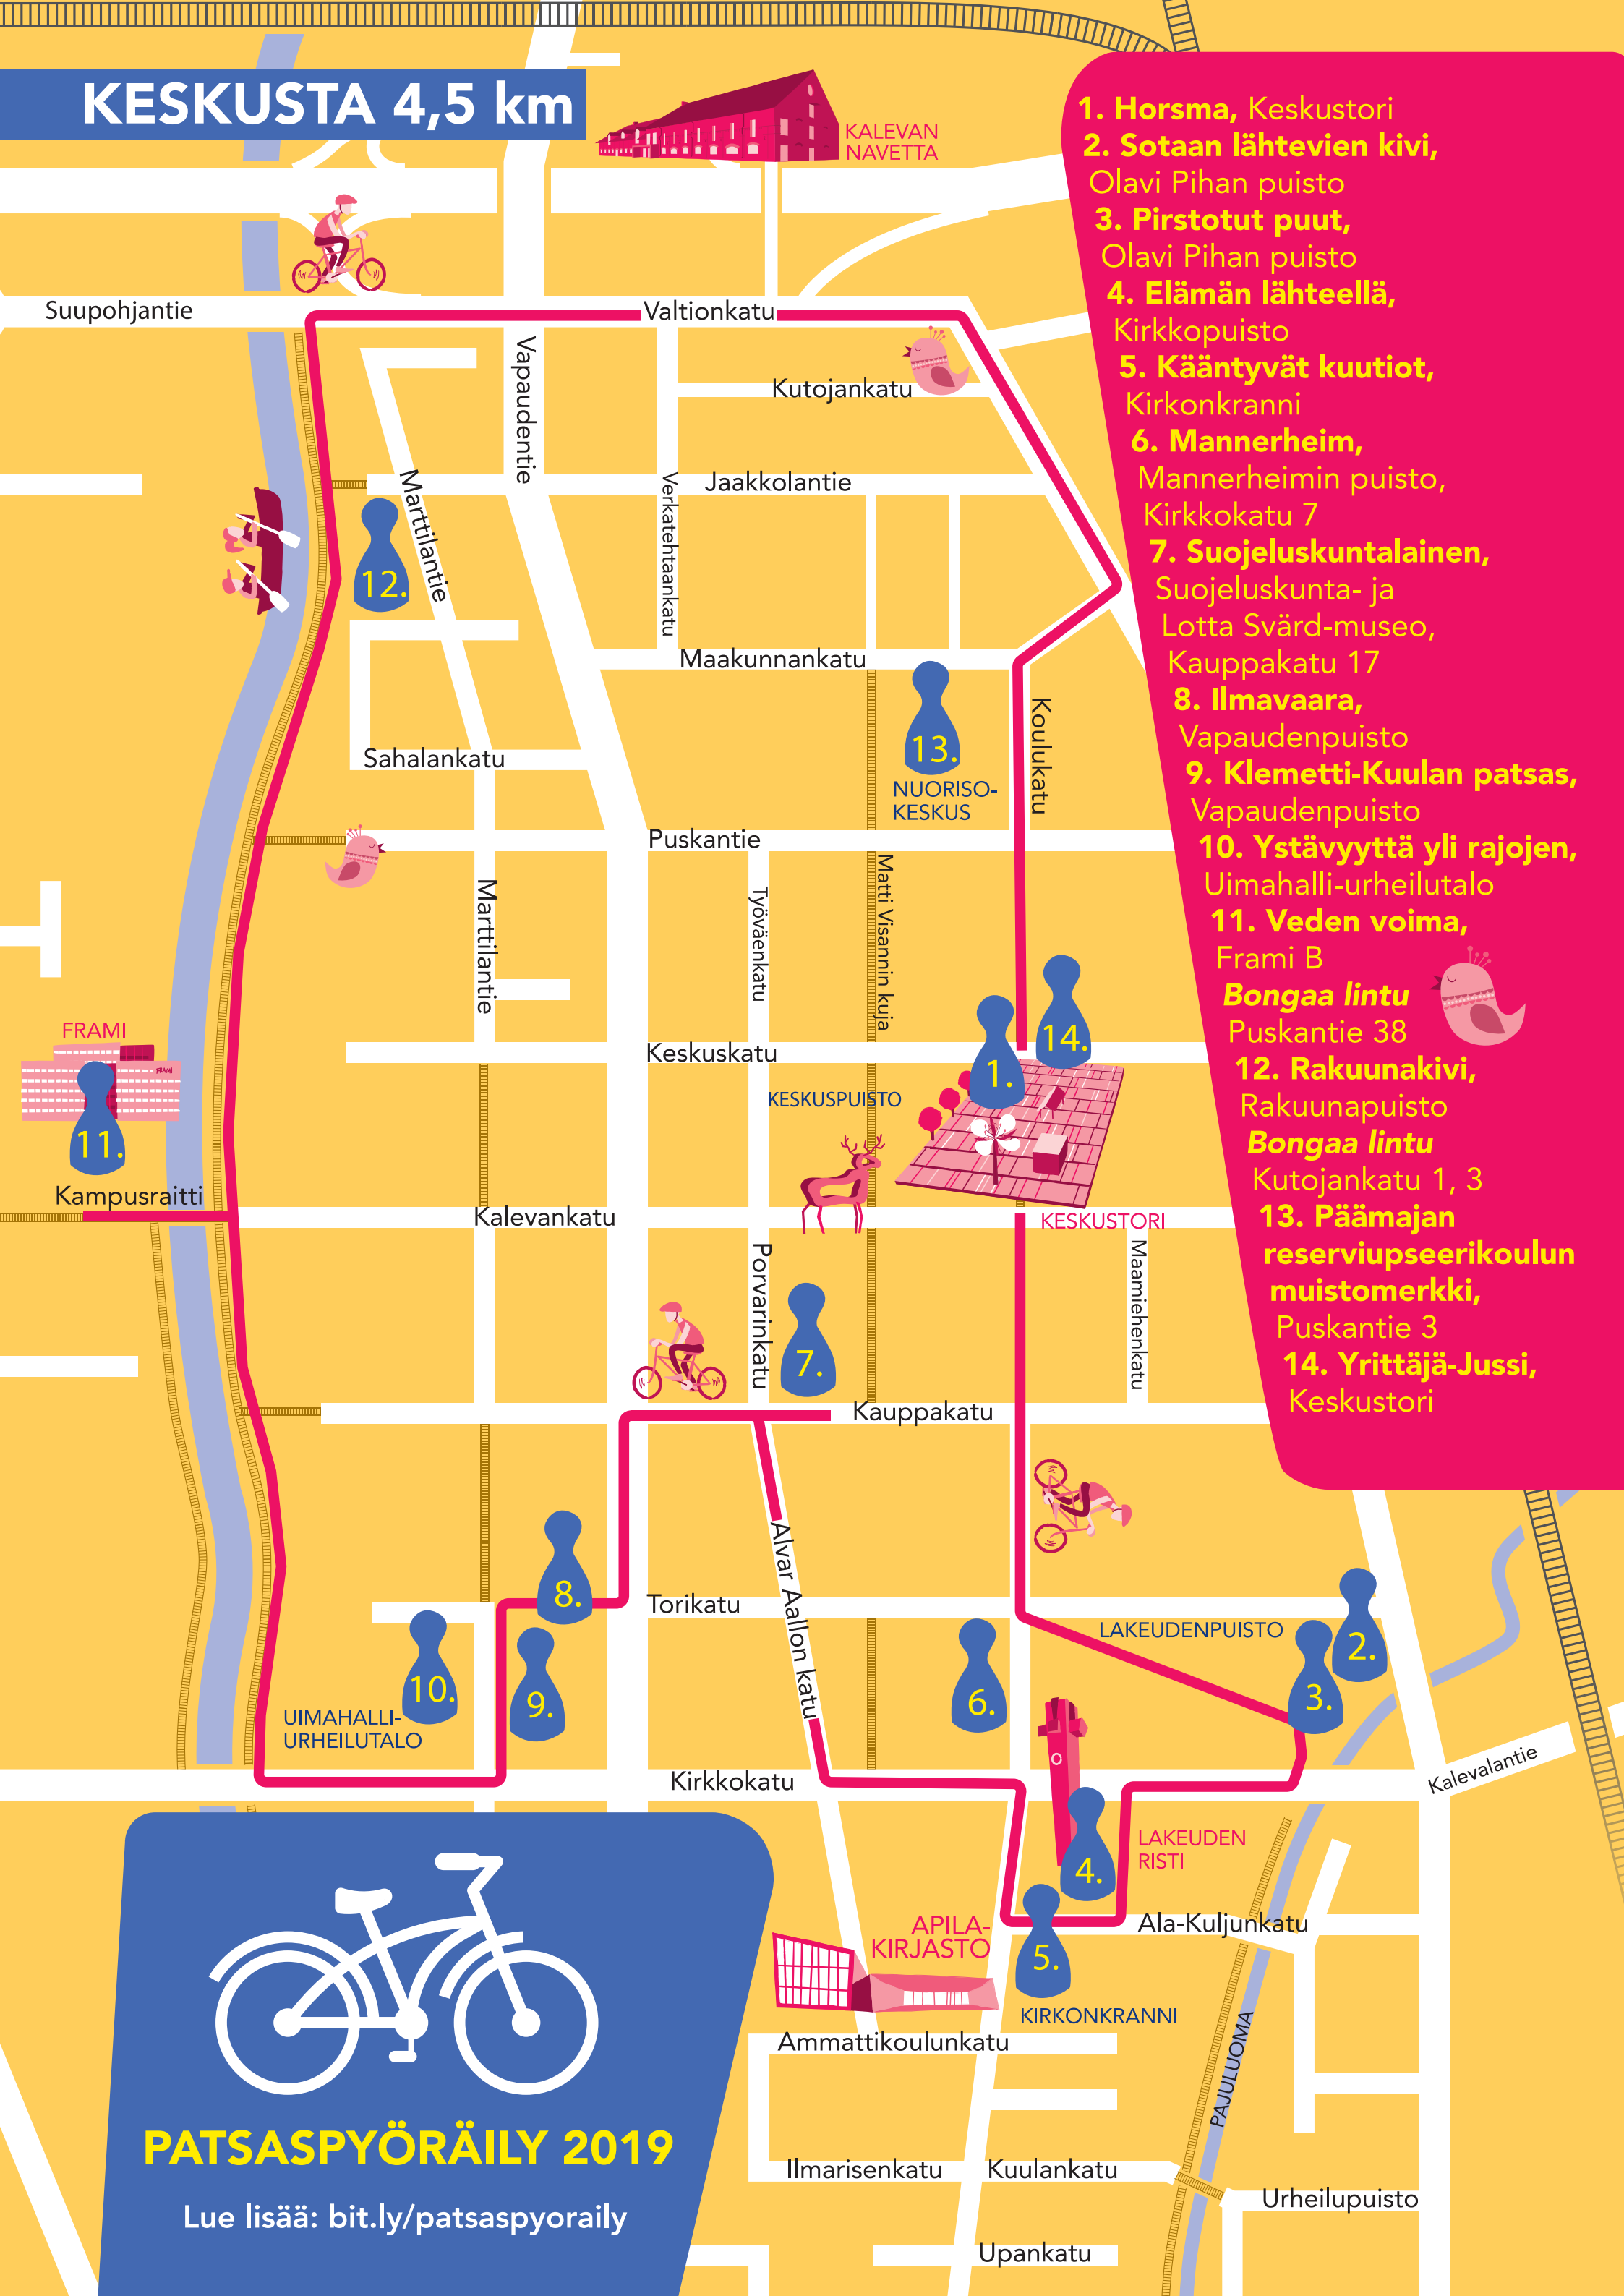 KESKUSTA 4,5 km
KALEVAN
NAVETTA
1. Horsma, Keskustori
2. Sotaan lähtevien kivi,
Olavi Pihan puisto
3. Pirstotut puut,
Olavi Pihan puisto
4. Elämän lähteellä,
Kirkkopuisto
5. Kääntyvät kuutiot,
Kirkonkranni
6. Mannerheim,
Mannerheimin puisto,
Kirkkokatu 7
7. Suojeluskuntalainen,
Suojeluskunta- ja
Lotta Svärd-museo,
Kauppakatu 17
8. Ilmavaara,
Vapaudenpuisto
9. Klemetti-Kuulan patsas,
Vapaudenpuisto
10. Ystävyyttä yli rajojen,
Uimahalli-urheilutalo
11. Veden voima,
Frami B
Bongaa lintu
Puskantie 38
12. Rakuunakivi,
Rakuunapuisto
Bongaa lintu
Kutojankatu 1, 3
13. Päämajan
reserviupseerikoulun
muistomerkki,
Puskantie 3
14. Yrittäjä-Jussi,
Keskustori
Suupohjantie
Valtionkatu
Vapaudentie
Kutojankatu
Marttilantie
Verkatehtaankatu
Jaakkolantie
12.
Maakunnankatu
13.
NUORISO-
KESKUS
Koulukatu
Sahalankatu
Puskantie
Marttilantie
Työväenkatu
Matti Visannin kuja
FRAMI
FRAMI
11.
Keskuskatu
1.
14.
KESKUSPUISTO
Kampusraitti
Kalevankatu
KESKUSTORI
Porvarinkatu
Maamiehenkatu
7.
Kauppakatu
Alvar Aallon katu
8.
Torikatu
LAKEUDENPUISTO
2.
3.
6.
10.
9.
UIMAHALLI-
URHEILUTALO
Kirkkokatu
Kalevalantie
4.
LAKEUDEN
RISTI
APILA-
KIRJASTO
Ala-Kuljunkatu
5.
KIRKONKRANNI
Ammattikoulunkatu
PAJULUOMA
Ilmarisenkatu
Kuulankatu
Urheilupuisto
Upankatu
PATSASPYÖRÄILY 2019
Lue lisää: bit.ly/patsaspyoraily